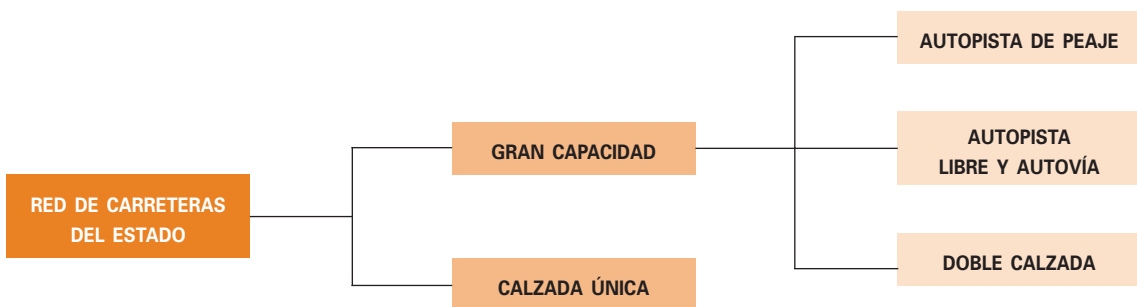 RED DE CARRETERAS
DEL ESTADO
GRAN CAPACIDAD
CALZADA ÚNICA
AUTOPISTA DE PEAJE
AUTOPISTA
LIBRE Y AUTOVÍA
DOBLE CALZADA